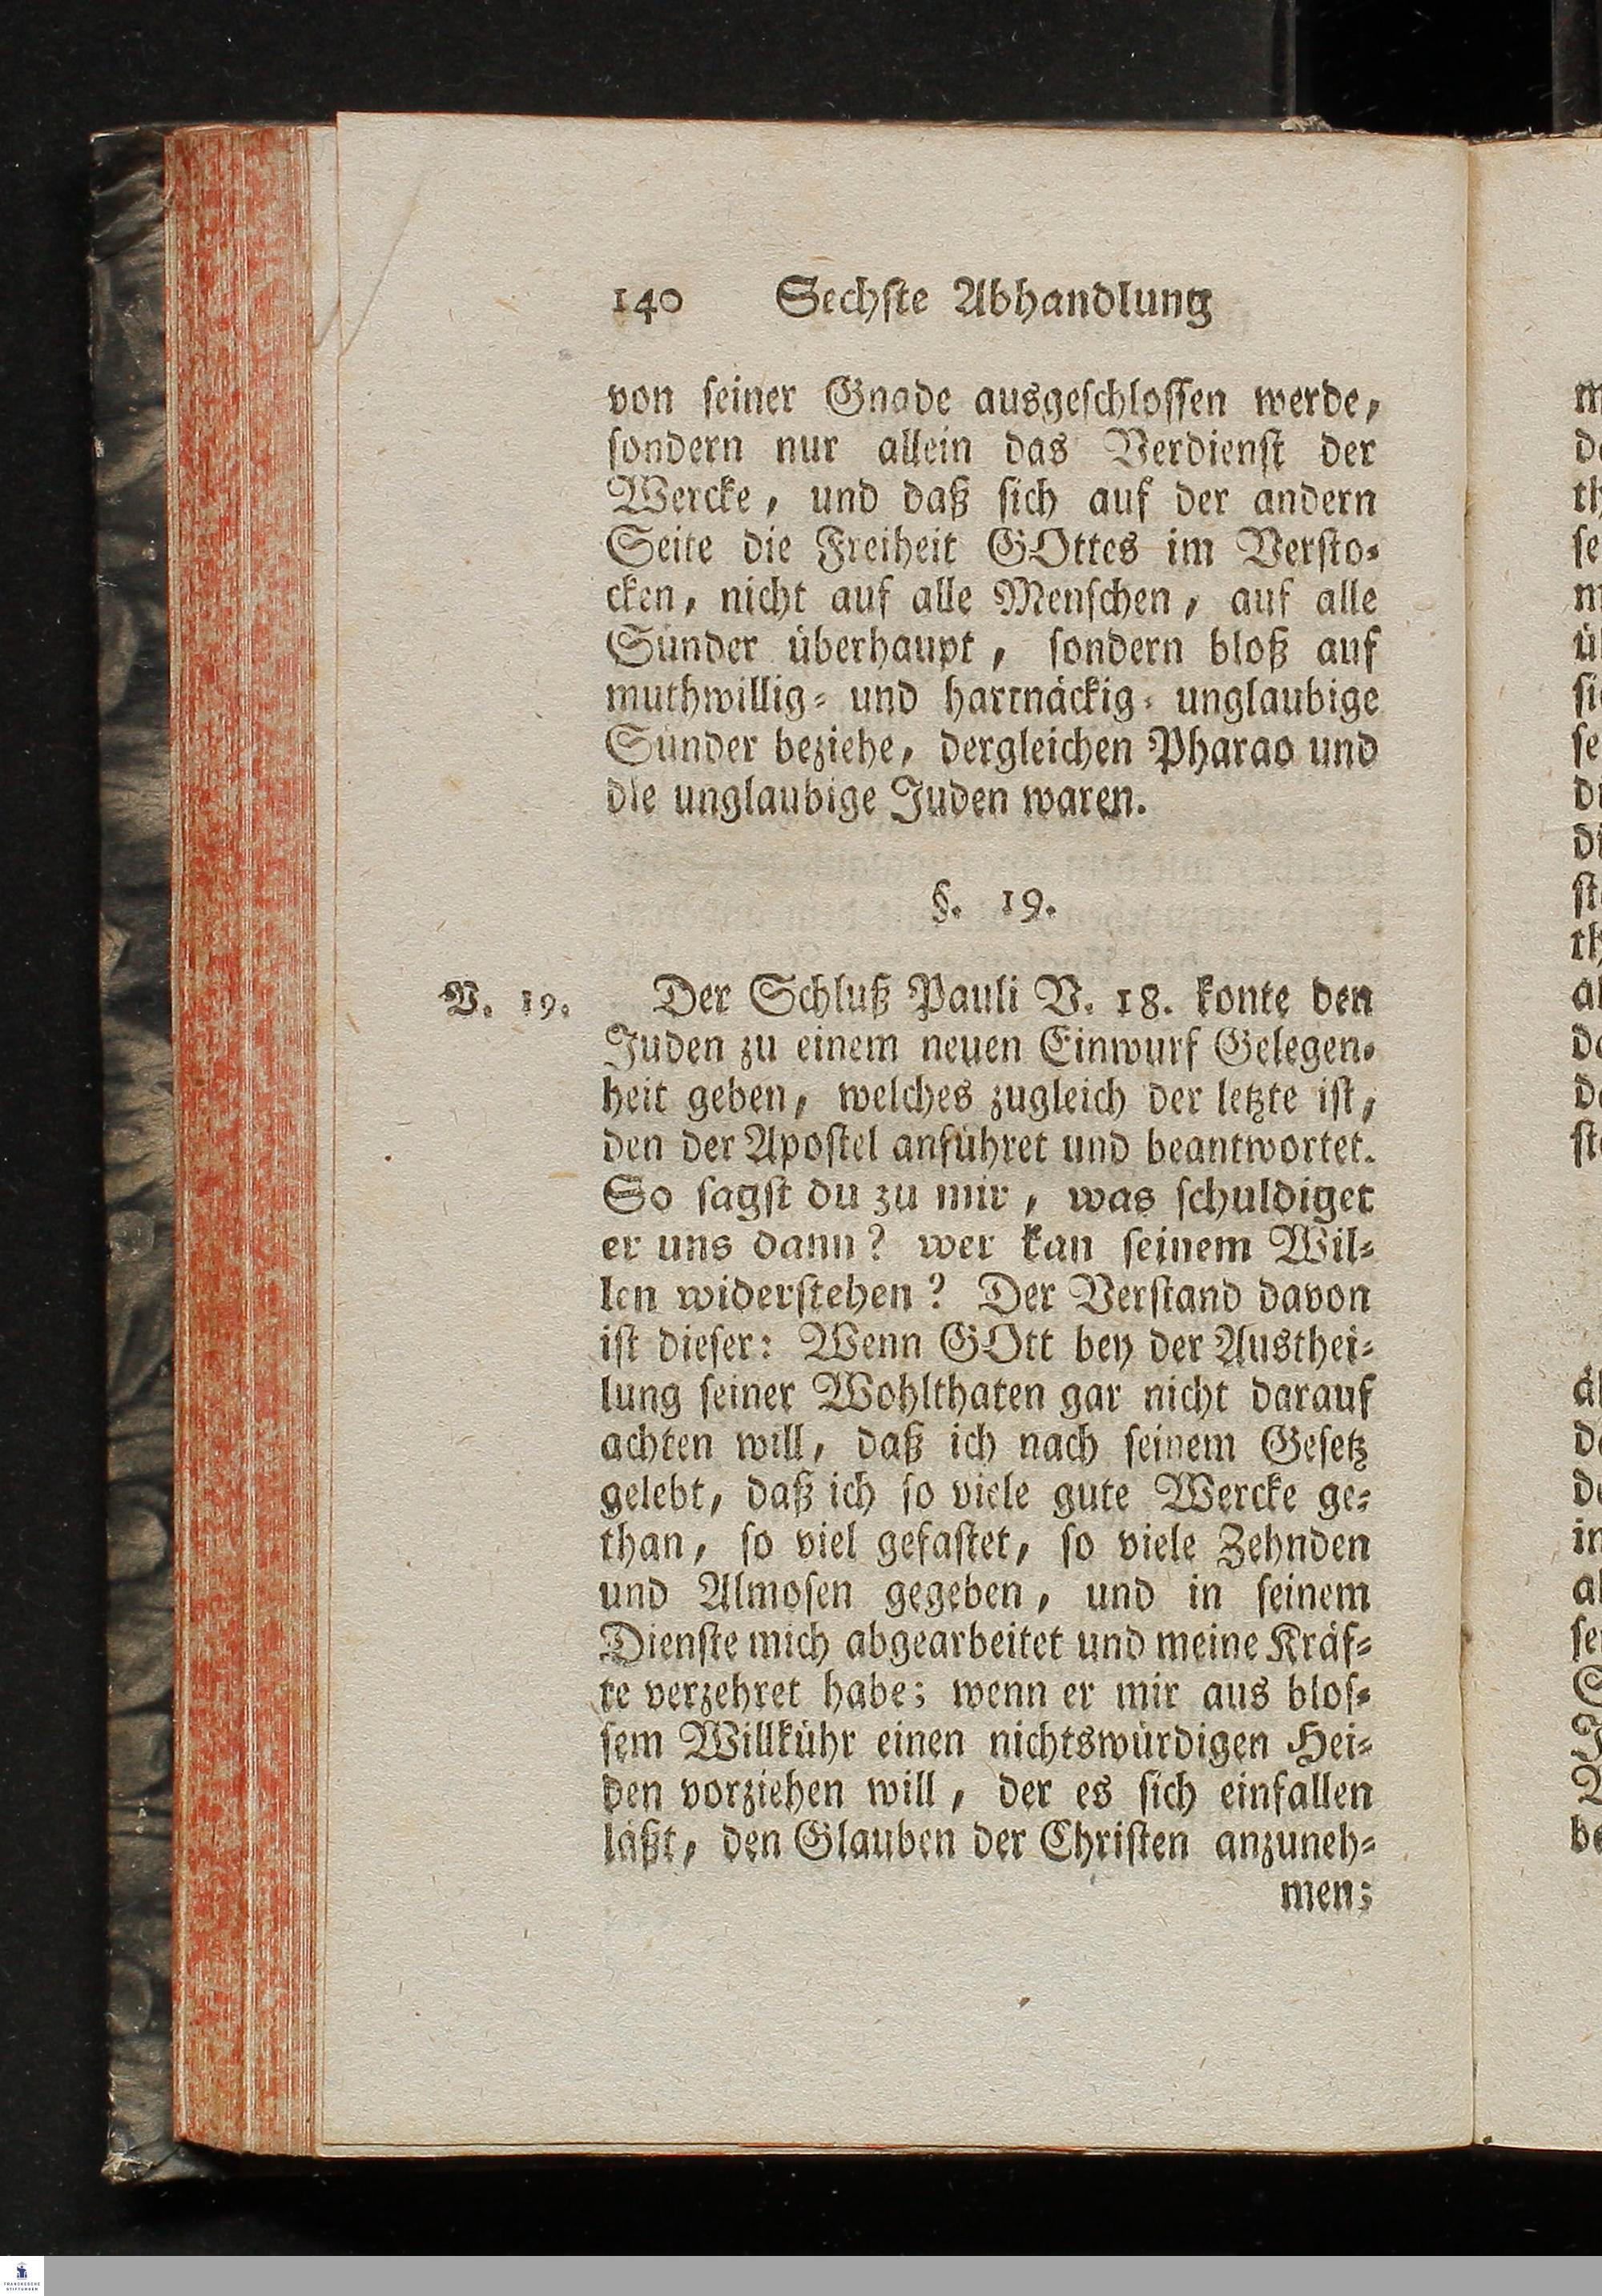 140 Sechste Abhandlung
von seiner Gnade ausgeschlossen werde,
sondern nur allein das Verdienst der
Wercke, und daß sich auf der andern
Seite die Freiheit GOttes im Versto-
cken, nicht auf alle Menschen, auf alle
Sünder überhaupt, sondern bloß auf
muthwillig- und hartnäckig- unglaubige
Sünder beziehe, dergleichen Pharao und
die unglaubige Juden waren.
§. 19.
V. 19. Der Schluß Pauli V. 18. konte den
Juden zu einem neuen Einwurf Gelegen-
heit geben, welches zugleich der letzte ist,
den der Apostel anführet und beantwortet.
So sagst du zu mir, was schuldiget
er uns dann? wer kan seinem Wil-
len widerstehen? Der Verstand davon
ist dieser: Wenn GOtt bey der Austhei-
lung seiner Wohlthaten gar nicht darauf
achten will, daß ich nach seinem Gesetz
gelebt, daß ich so viele gute Wercke ge-
than, so viel gefastet, so viele Zehnden
und Almosen gegeben, und in seinem
Dienste mich abgearbeitet und meine Kräf-
te verzehret habe; wenn er mir aus blos-
sem Willkühr einen nichtswürdigen Hei-
den vorziehen will, der es sich einfallen
läßt, den Glauben der Christen anzuneh-
men;
FRANCKESCHE
STIFTUNGEN